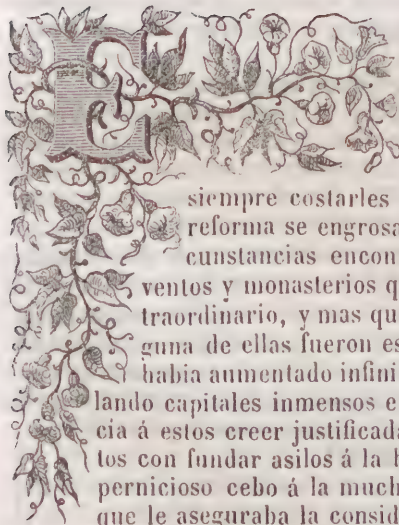 E
siempre costarles
reforma se engrosa
cunstancias encon
ventos y monasterios q
traordinario, y mas qu
guna de ellas fueron es
habia aumentado infini
lando capitales inmensos e
cia á estos creer justificada
tos con fundar asilos á la h
pernicioso cebo á la much
que le aseguraba la consid